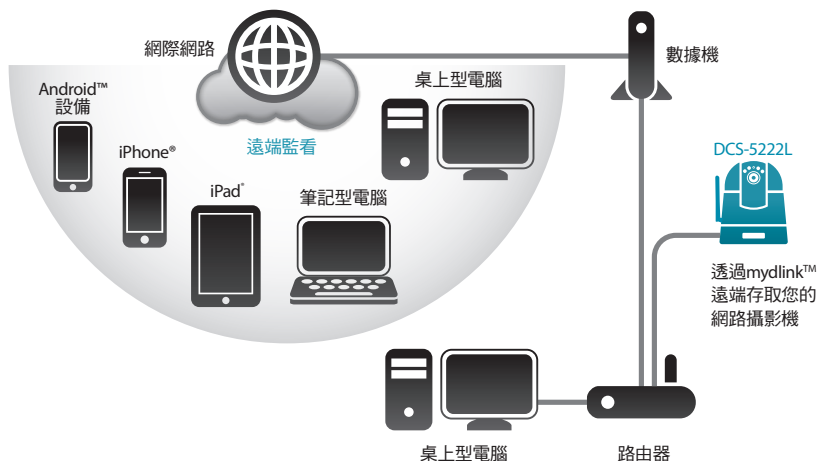 網際網路
數據機
Android™
設備
桌上型電腦
遠端監看
iPhone®
DCS-5222L
iPad®
筆記型電腦
透過mydlink™
遠端存取您的
網路攝影機
桌上型電腦
路由器